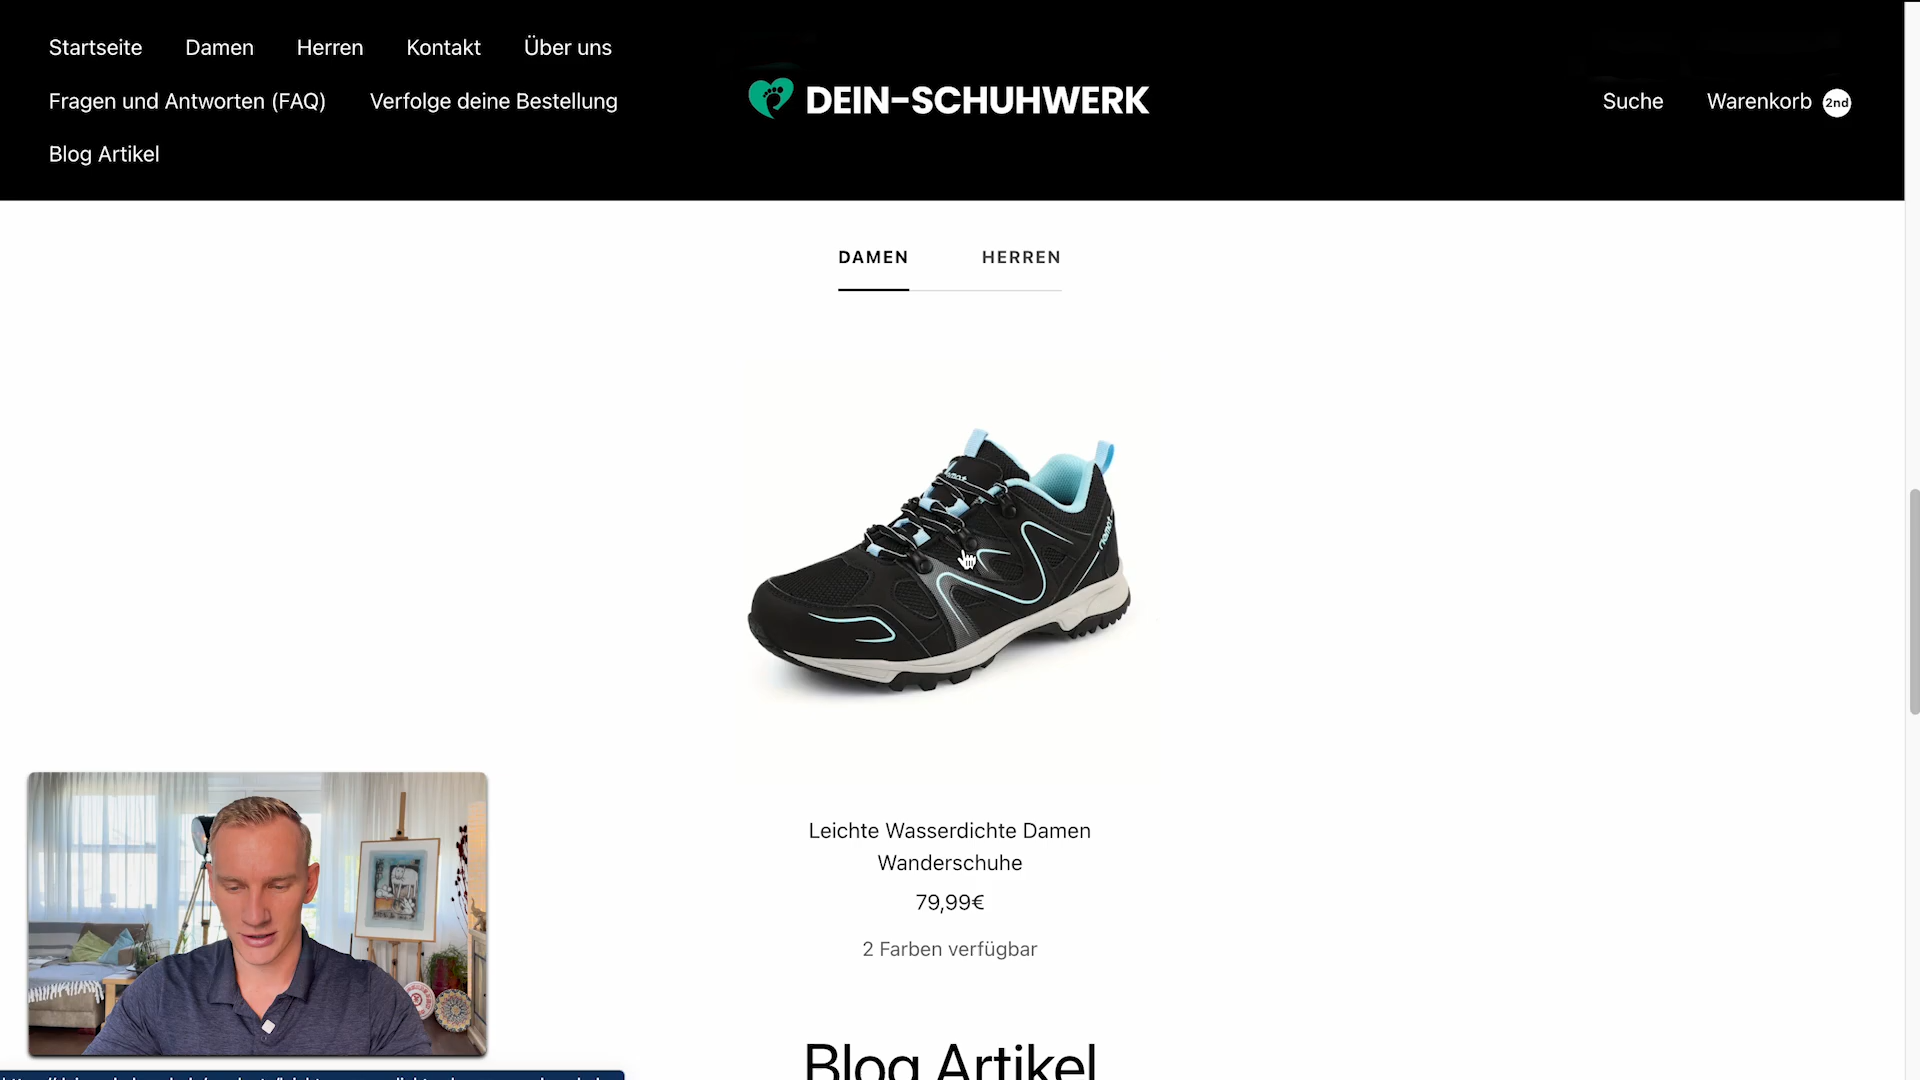 Startseite Damen Herren Kontakt Über uns
Fragen und Antworten (FAQ) Verfolge deine Bestellung
Blog Artikel
DEIN-SCHUHWERK
Suche Warenkorb 2nd
DAMEN HERREN
Leichte Wasserdichte Damen
Wanderschuhe
79,99€
2 Farben verfügbar
Blog Artikel